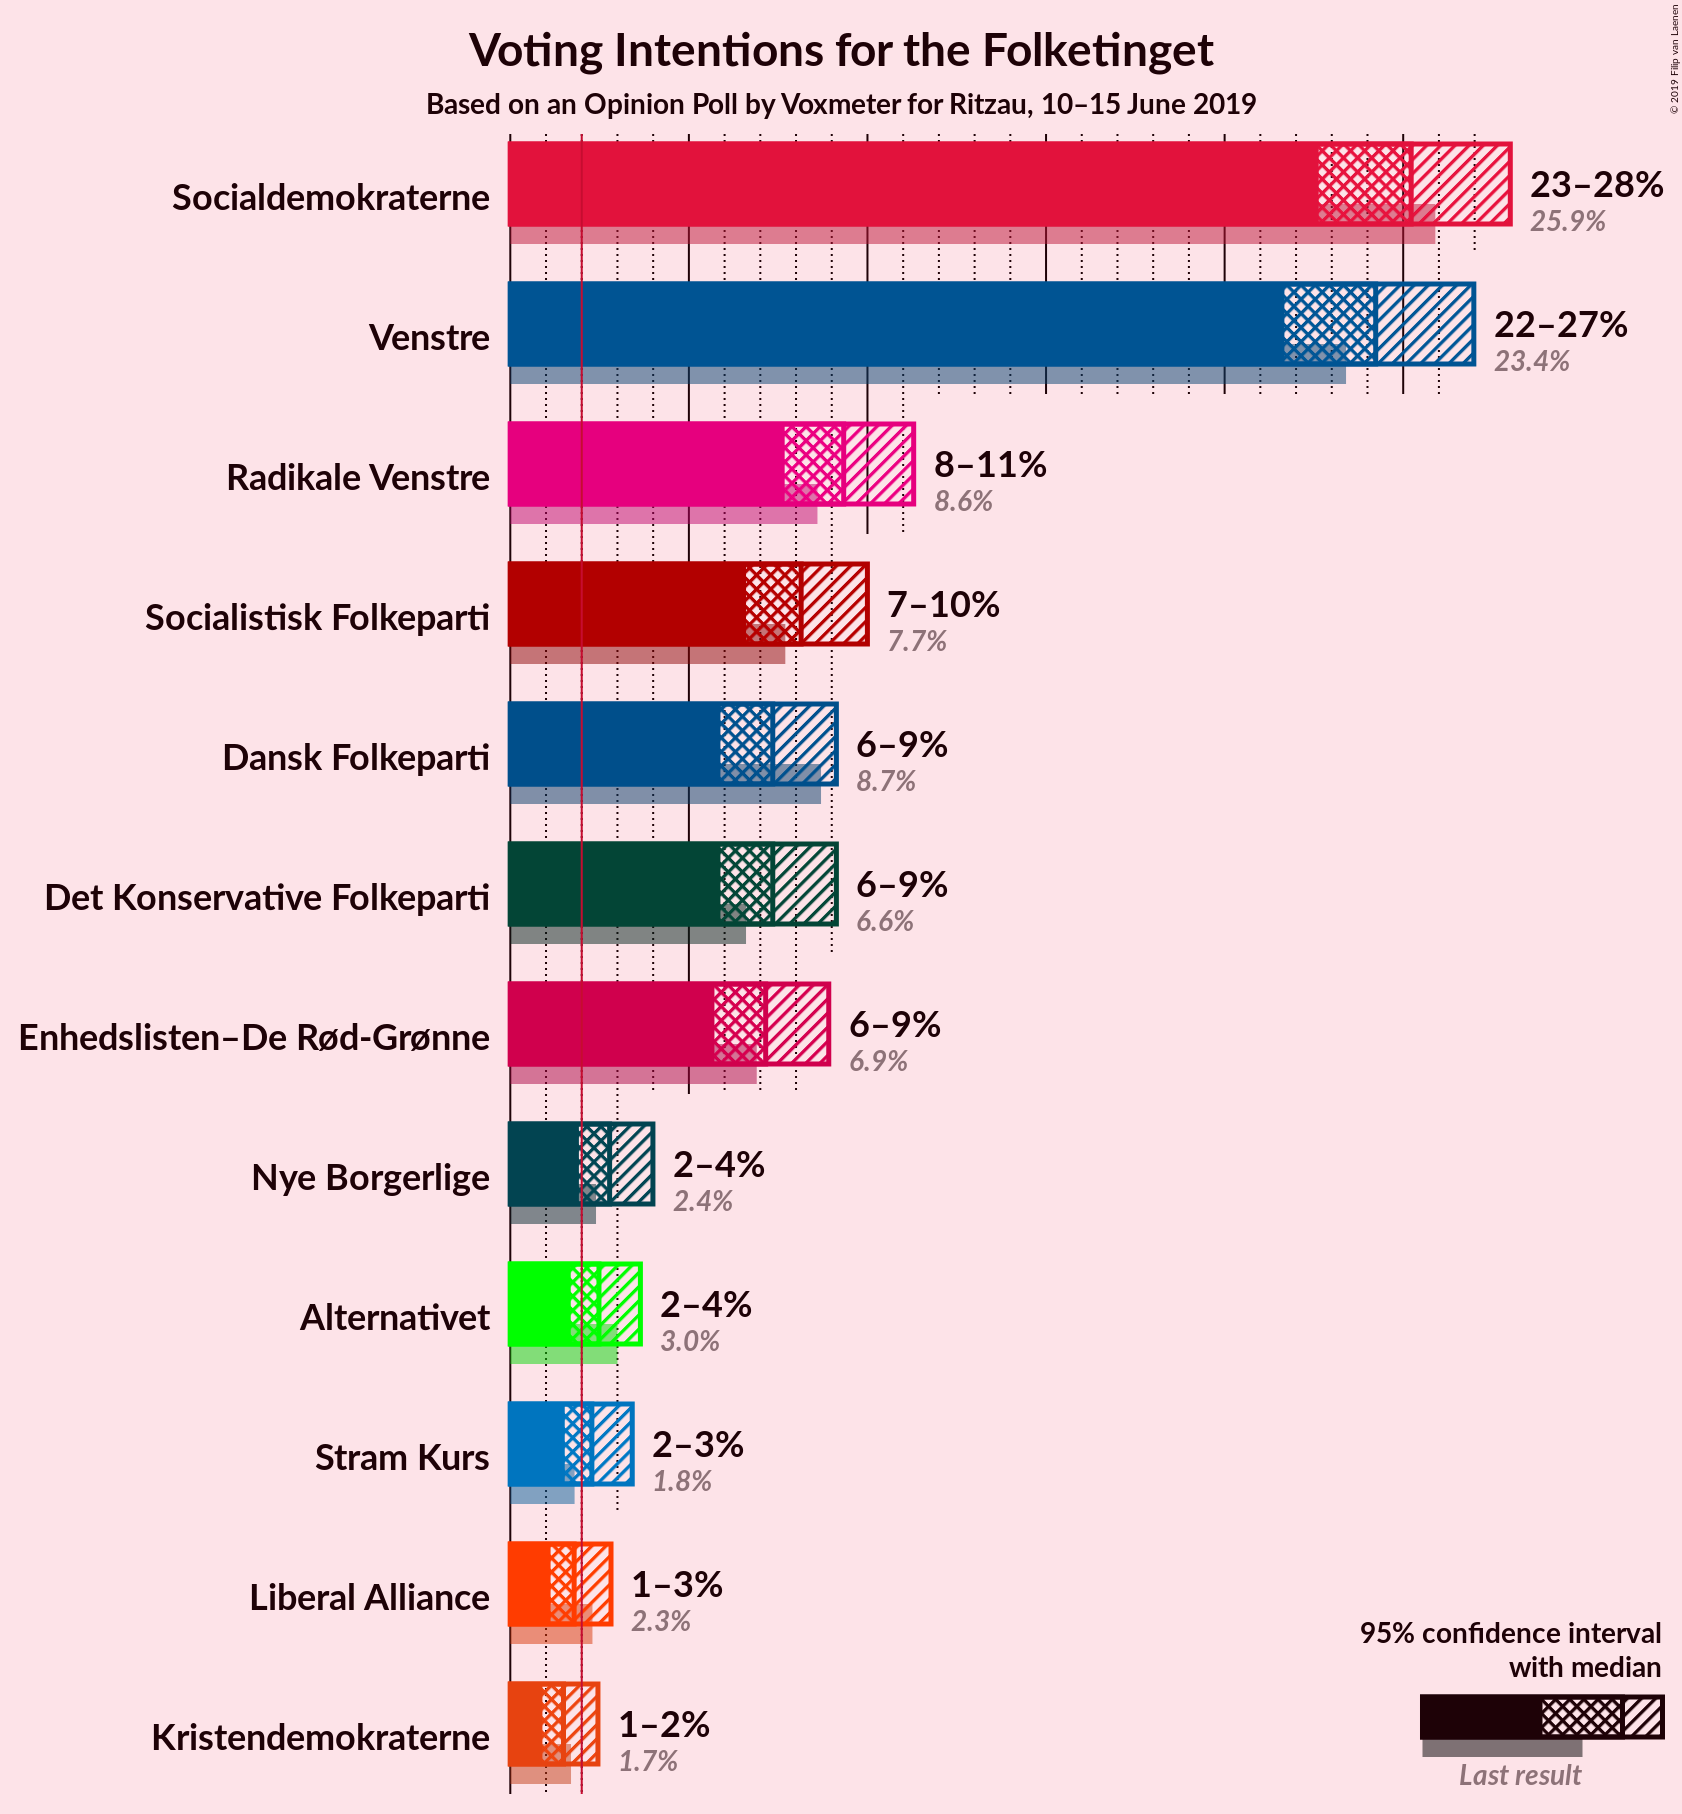 Voting Intentions for the Folketinget
Based on an Opinion Poll by Voxmeter for Ritzau, 10–15 June 2019
© 2019 Filip van Laenen
Socialdemokraterne
23–28%
25.9%
Venstre
22–27%
23.4%
Radikale Venstre
8–11%
8.6%
Socialistisk Folkeparti
7–10%
7.7%
Dansk Folkeparti
6–9%
8.7%
Det Konservative Folkeparti
6–9%
6.6%
Enhedslisten–De Rød-Grønne
6–9%
6.9%
Nye Borgerlige
2–4%
2.4%
Alternativet
2–4%
3.0%
Stram Kurs
2–3%
1.8%
Liberal Alliance
1–3%
2.3%
Kristendemokraterne
1–2%
1.7%
95% confidence interval
with median
Last result